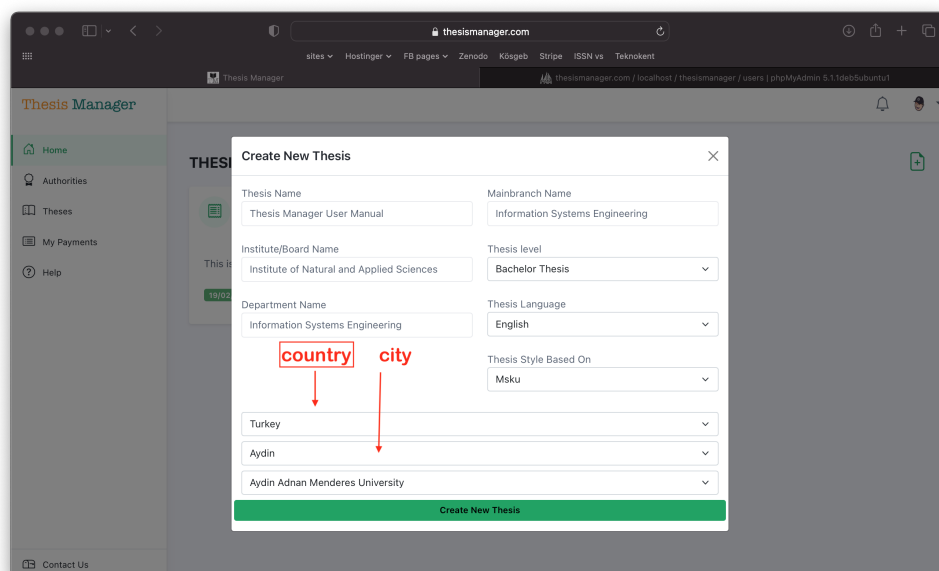 thesismanager.com
sites Hostinger FB pages Zenodo Kösgeb Stripe ISSN vs Teknokent
Thesis Manager
thesismanager.com / localhost / thesismanager / users | phpMyAdmin 5.1.1deb5ubuntu1
Thesis Manager
Home
Authorities
Theses
My Payments
Help
Contact Us
THESI
This is
19/02
Create New Thesis
Thesis Name
Thesis Manager User Manual
Mainbranch Name
Information Systems Engineering
Institute/Board Name
Institute of Natural and Applied Sciences
Thesis level
Bachelor Thesis
Department Name
Information Systems Engineering
Thesis Language
English
country
city
Thesis Style Based On
Msku
Turkey
Aydin
Aydin Adnan Menderes University
Create New Thesis